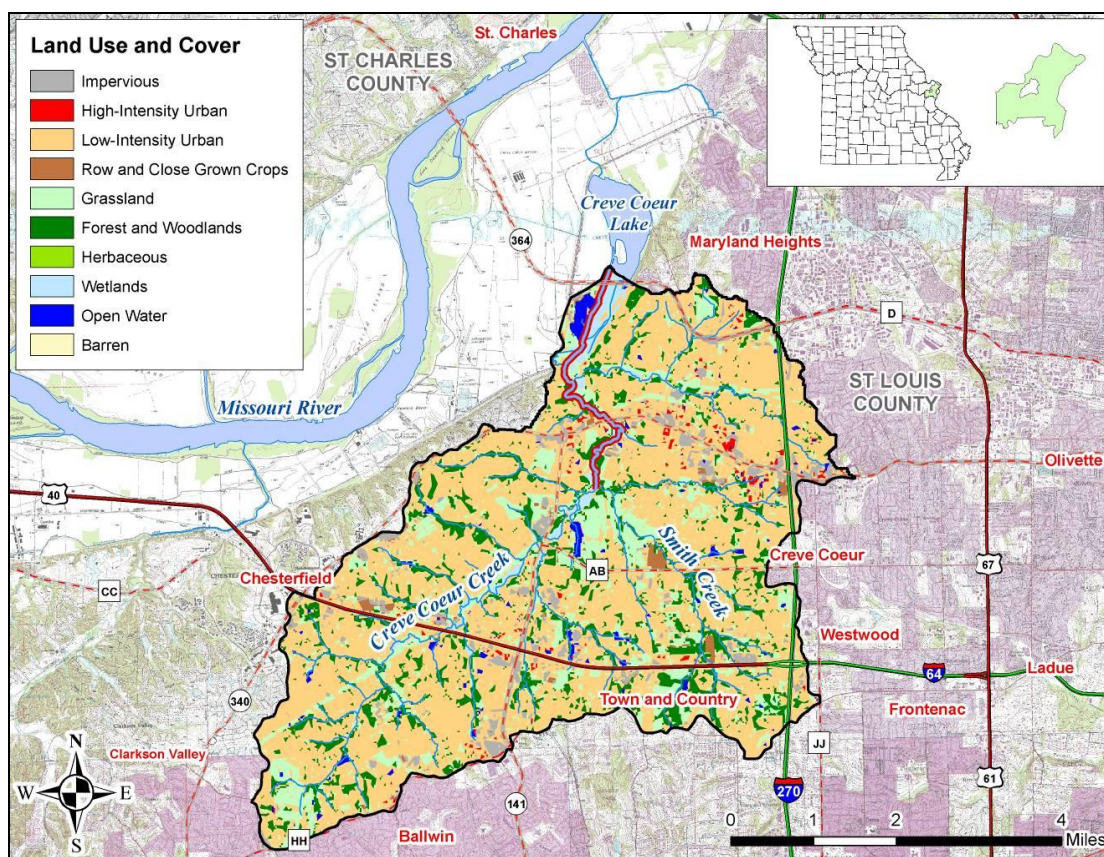 Land Use and Cover
Impervious
High-Intensity Urban
Low-Intensity Urban
Row and Close Grown Crops
Grassland
Forest and Woodlands
Herbaceous
Wetlands
Open Water
Barren
St. Charles
ST CHARLES
COUNTY
Creve Coeur
Lake
364
Maryland Heights
D
ST LOUIS
COUNTY
Missouri River
Olivette
40
Creve Coeur
67
AB
Smith Creek
Chesterfield
CC
Creve Coeur Creek
Westwood
64
Ladue
Town and Country
Frontenac
340
Clarkson Valley
JJ
61
N
W
E
S
141
270
HH
Ballwin
0
1
2
4
Miles